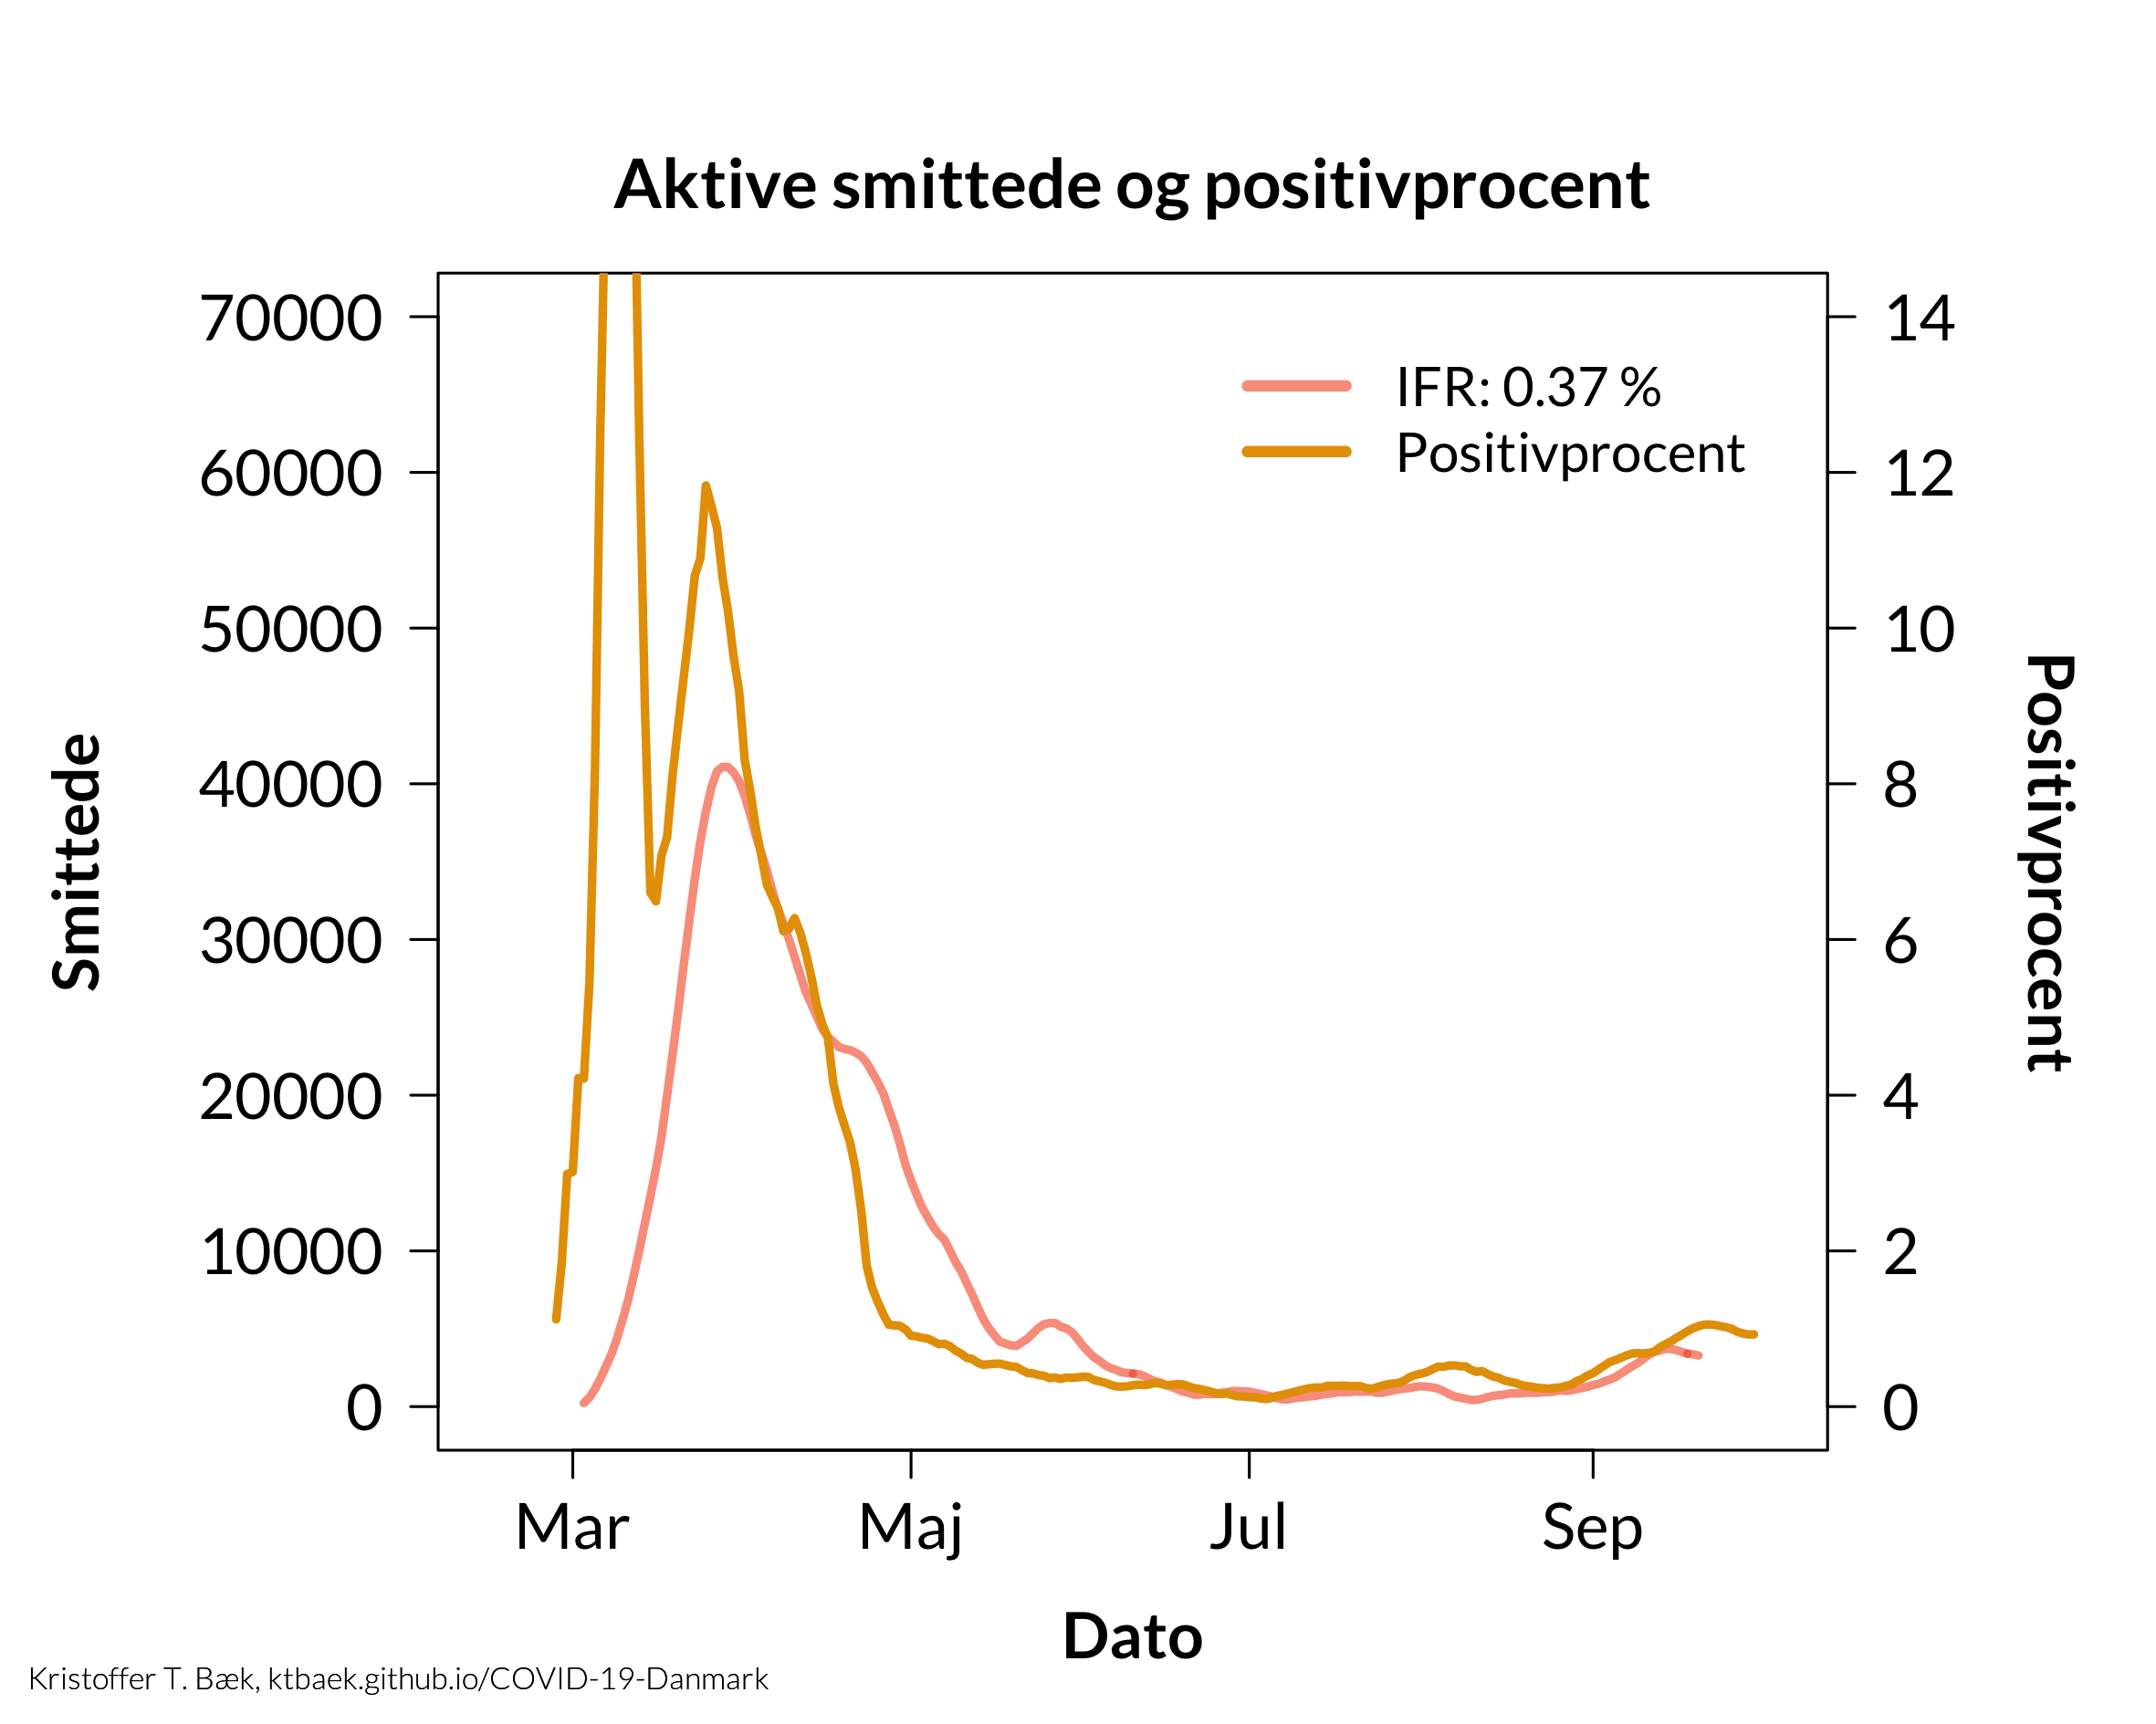 Aktive smittede og positivprocent
IFR: 0.37%
Positivprocent
70000
60000
50000
40000
30000
20000
10000
0
Smittede
14
12
10
8
6
4
2
0
Positivprocent
Mar
Maj
Jul
Sep
Dato
Kristoffer T. Bæk, ktbaek.github.io/COVID-19-Danmark